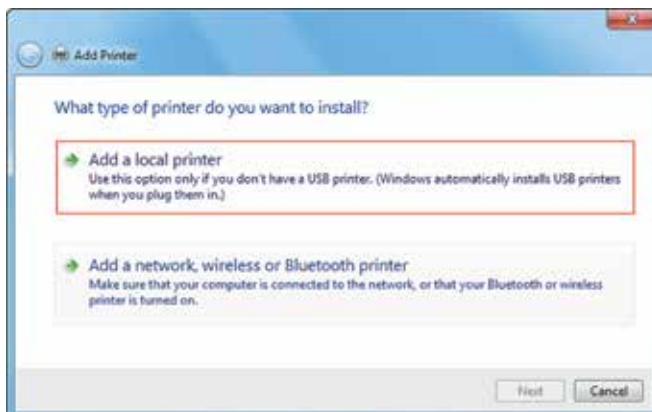 Add Printer
What type of printer do you want to install?
Add a local printer
Use this option only if you don't have a USB printer. (Windows automatically installs USB printers
when you plug them in.)
Add a network, wireless or Bluetooth printer
Make sure that your computer is connected to the network, or that your Bluetooth or wireless
printer is turned on.
Next Cancel